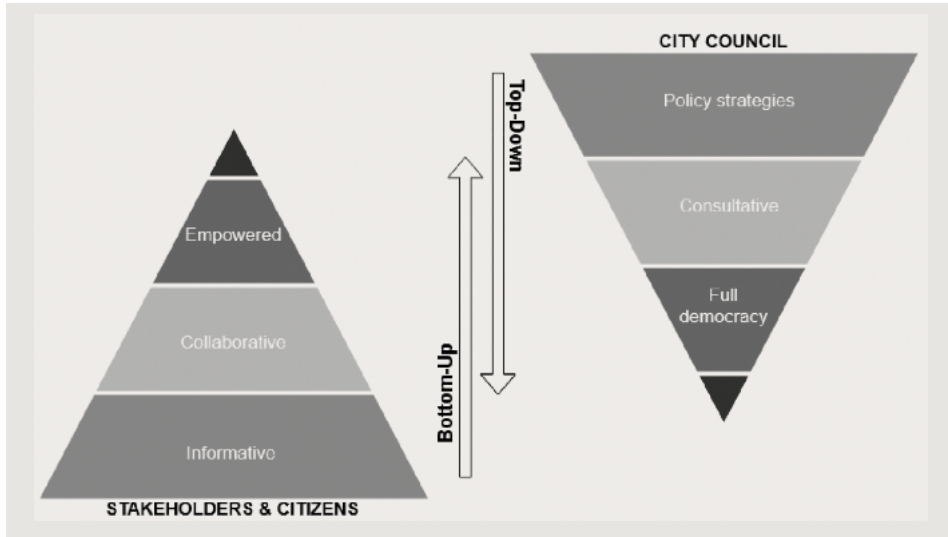 CITY COUNCIL
Policy strategies
Top-Down
Consultative
Empowered
Full
democracy
Collaborative
Bottom-Up
Informative
STAKEHOLDERS & CITIZENS